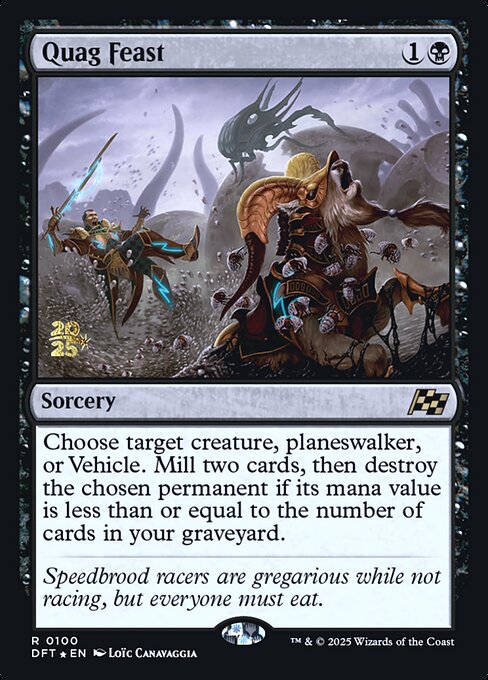 Quag Feast 1
2025
Sorcery
Choose target creature, planeswalker,
or Vehicle. Mill two cards, then destroy
the chosen permanent if its mana value
is less than or equal to the number of
cards in your graveyard.
Speedbrood racers are gregarious while not
racing, but everyone must eat.
R 0100
DFT ★ EN Loïc Canavaggia
™ & © 2025 Wizards of the Coast